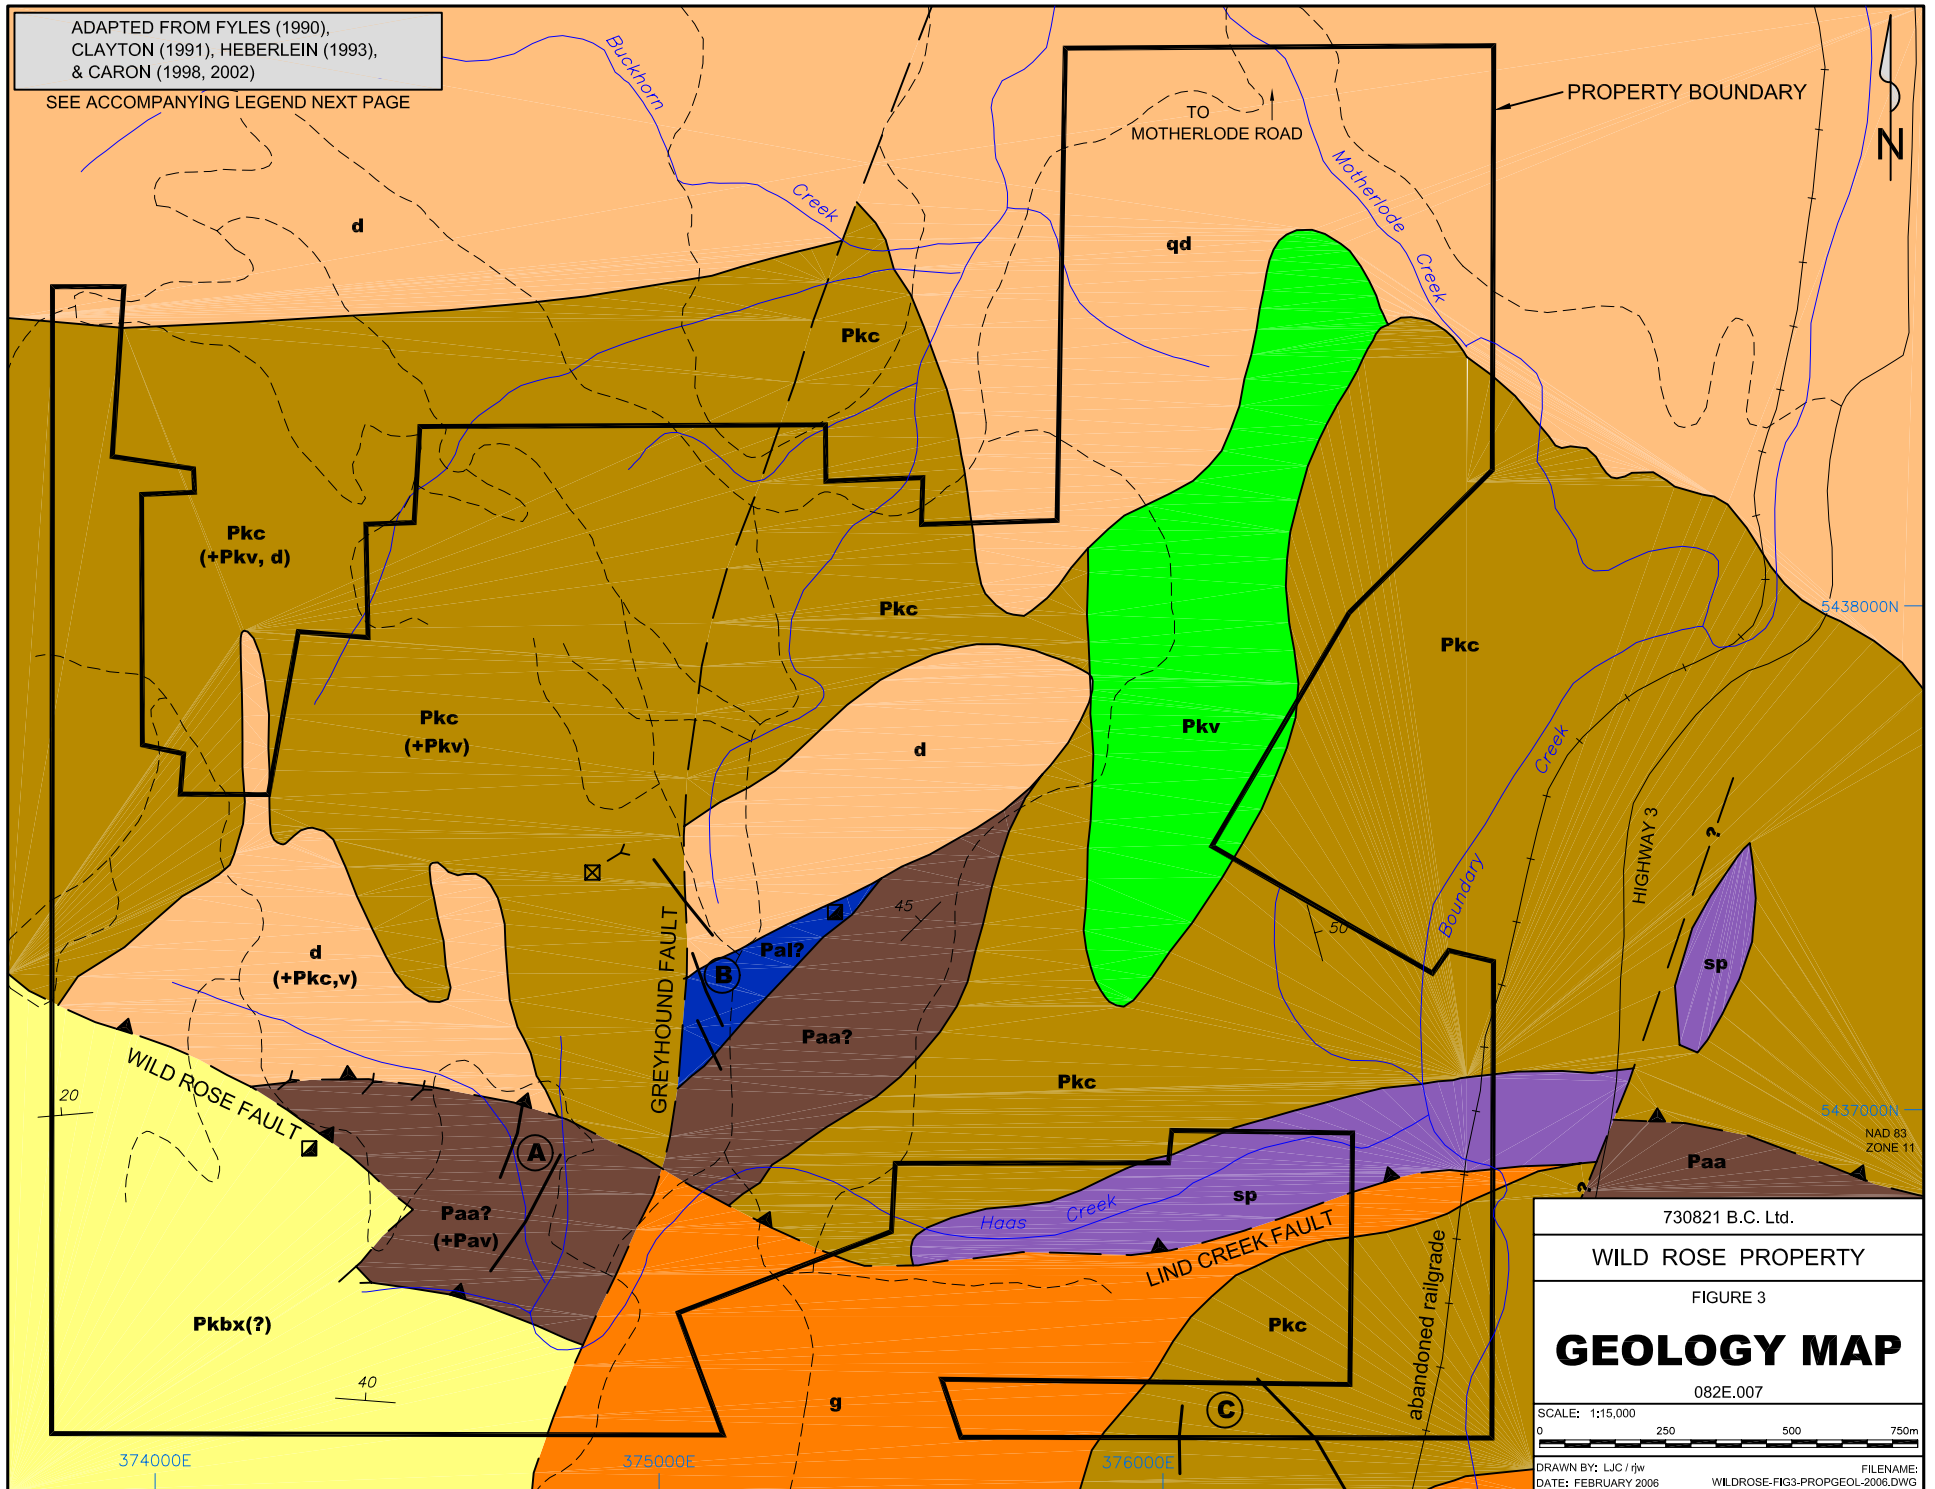 ADAPTED FROM FYLES (1990),
CLAYTON (1991), HEBERLEIN (1993),
& CARON (1998, 2002)
SEE ACCOMPANYING LEGEND NEXT PAGE
Buckhorn
Creek
TO
MOTHERLODE ROAD
PROPERTY BOUNDARY
N
Motherlode
Creek
d
qd
Pkc
Pkc
(+Pkv, d)
Pkc
5438000N
Pkc
Pkc
(+Pkv)
Pkv
d
Creek
?
HIGHWAY 3
Boundary
45
50
d
(+Pkc,v)
Pal?
B
sp
GREYHOUND FAULT
Paa?
WILD ROSE FAULT
20
Pkc
5437000N
NAD 83
ZONE 11
A
Paa
?
sp
Haas
Creek
Paa?
(+Pav)
LIND CREEK FAULT
Pkbx(?)
Pkc
abandoned railgrade
40
g
C
374000E
375000E
376000E
730821 B.C. Ltd.
WILD ROSE PROPERTY
FIGURE 3
GEOLOGY MAP
082E.007
SCALE: 1:15,000
0 250 500 750m
DRAWN BY: LJC / rjw
DATE: FEBRUARY 2006
FILENAME:
WILDROSE-FIG3-PROPGEOL-2006.DWG